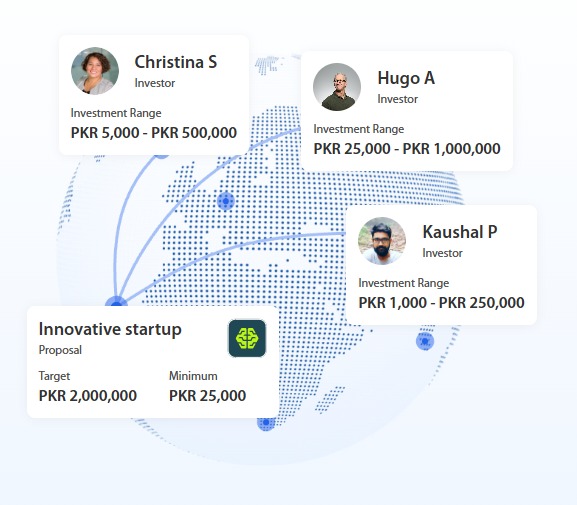 Christina S
Investor
Investment Range
PKR 5,000 - PKR 500,000
Hugo A
Investor
Investment Range
PKR 25,000 - PKR 1,000,000
Kaushal P
Investor
Investment Range
PKR 1,000 - PKR 250,000
Innovative startup
Proposal
Target
Minimum
PKR 2,000,000
PKR 25,000